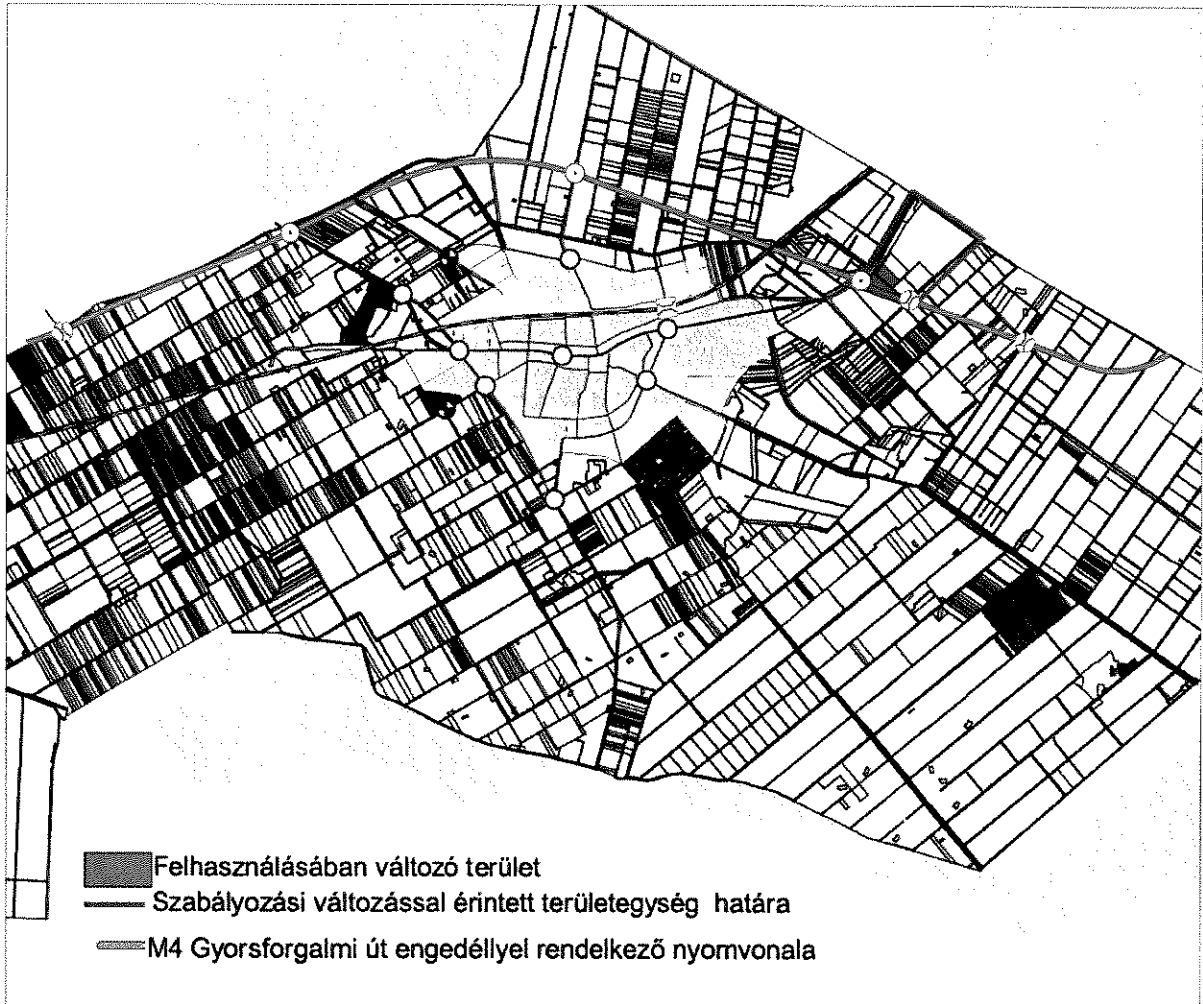 Felhasználásában változó terület
Szabályozási változással érintett területegység határa
M4 Gyorsforgalmi út engedéllyel rendelkező nyomvonala